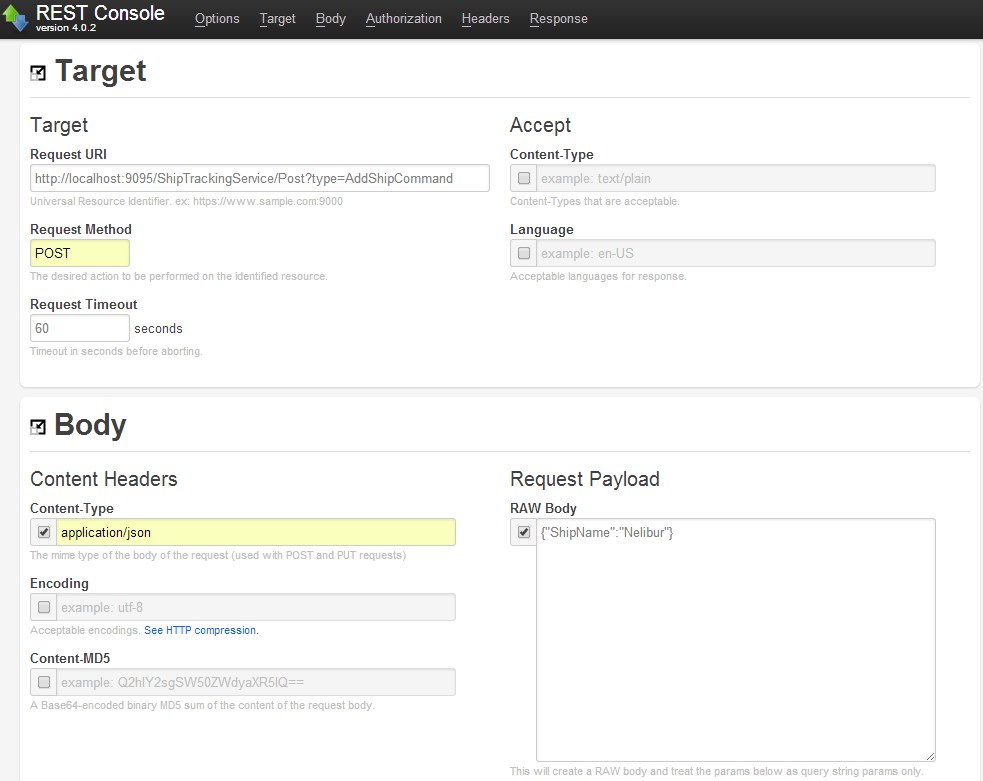 REST Console
version 4.0.2
Options Target Body Authorization Headers Response
Target
Target
Request URI
http://localhost:9095/ShipTrackingService/Post?type=AddShipCommand
Universal Resource Identifier. ex: https://www.sample.com:9000
Request Method
POST
The desired action to be performed on the identified resource.
Request Timeout
60 seconds
Timeout in seconds before aborting.
Accept
Content-Type
example: text/plain
Content-Types that are acceptable.
Language
example: en-US
Acceptable languages for response.
Body
Content Headers
Content-Type
application/json
The mime type of the body of the request (used with POST and PUT requests)
Encoding
example: utf-8
Acceptable encodings. See HTTP compression.
Content-MD5
example: Q2hlY2sgSW50ZWdyaXR5IQ==
A Base64-encoded binary MD5 sum of the content of the request body.
Request Payload
RAW Body
{"ShipName":"Nelibur"}
This will create a RAW body and treat the params below as query string params only.